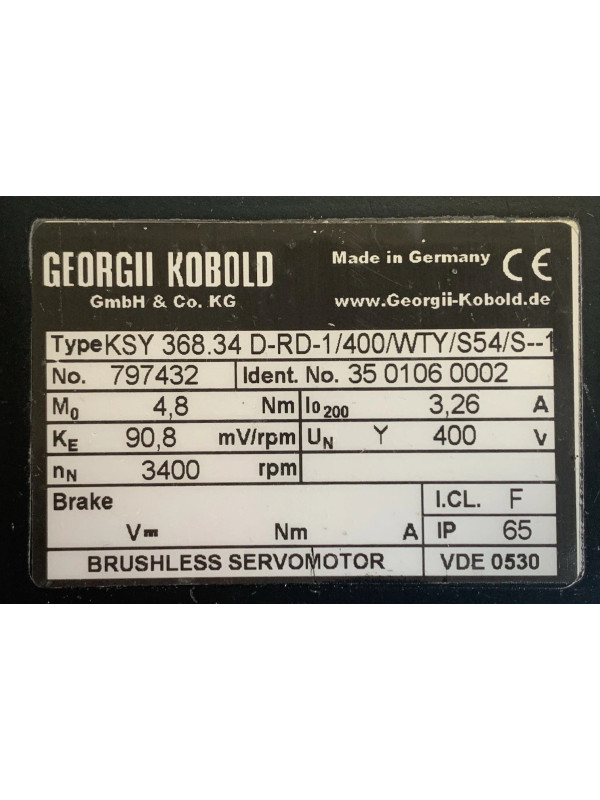 GEORGII KOBOLD
GmbH & Co. KG
Made in Germany CE
www.Georgii-Kobold.de
Type KSY 368.34 D-RD-1/400/WTY/S54/S--1
No. 797432 Ident. No. 35 0106 0002
M0 4,8 Nm I0 200 3,26 A
KE 90,8 mV/rpm UN Y 400 V
nN 3400 rpm
Brake I.CL. F
V⎓ Nm A IP 65
BRUSHLESS SERVOMOTOR VDE 0530